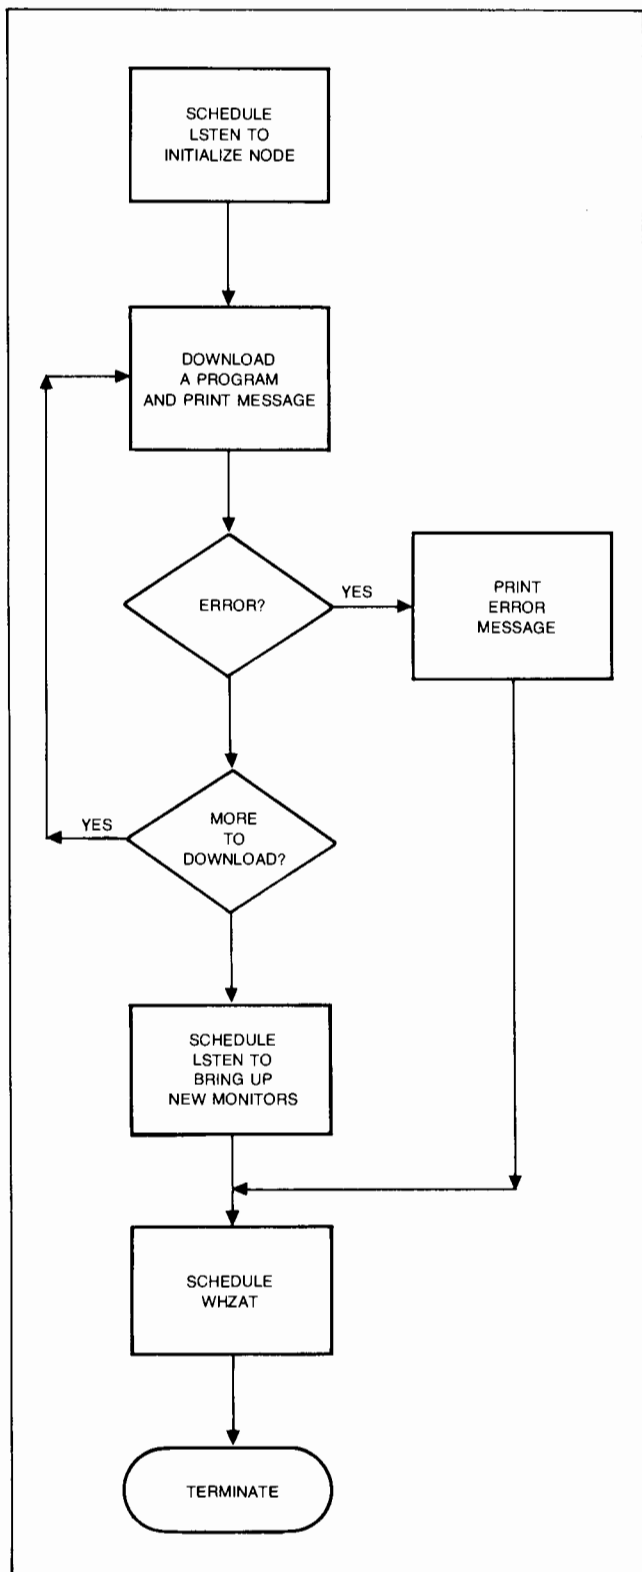 SCHEDULE
LSTEN TO
INITIALIZE NODE
DOWNLOAD
A PROGRAM
AND PRINT MESSAGE
ERROR?
YES
PRINT
ERROR
MESSAGE
YES
MORE
TO
DOWNLOAD?
SCHEDULE
LSTEN TO
BRING UP
NEW MONITORS
SCHEDULE
WHZAT
TERMINATE